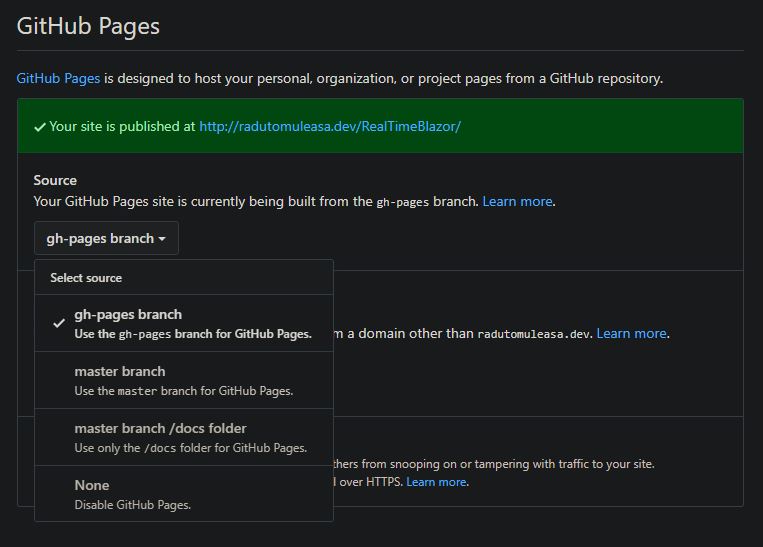 GitHub Pages
GitHub Pages is designed to host your personal, organization, or project pages from a GitHub repository.
Your site is published at http://radutomuleasa.dev/RealTimeBlazor/
Source
Your GitHub Pages site is currently being built from the gh-pages branch. Learn more.
gh-pages branch
Select source
gh-pages branch
Use the gh-pages branch for GitHub Pages.
m a domain other than radutomuleasa.dev. Learn more.
master branch
Use the master branch for GitHub Pages.
master branch /docs folder
Use only the /docs folder for GitHub Pages.
thers from snooping on or tampering with traffic to your site.
l over HTTPS. Learn more.
None
Disable GitHub Pages.